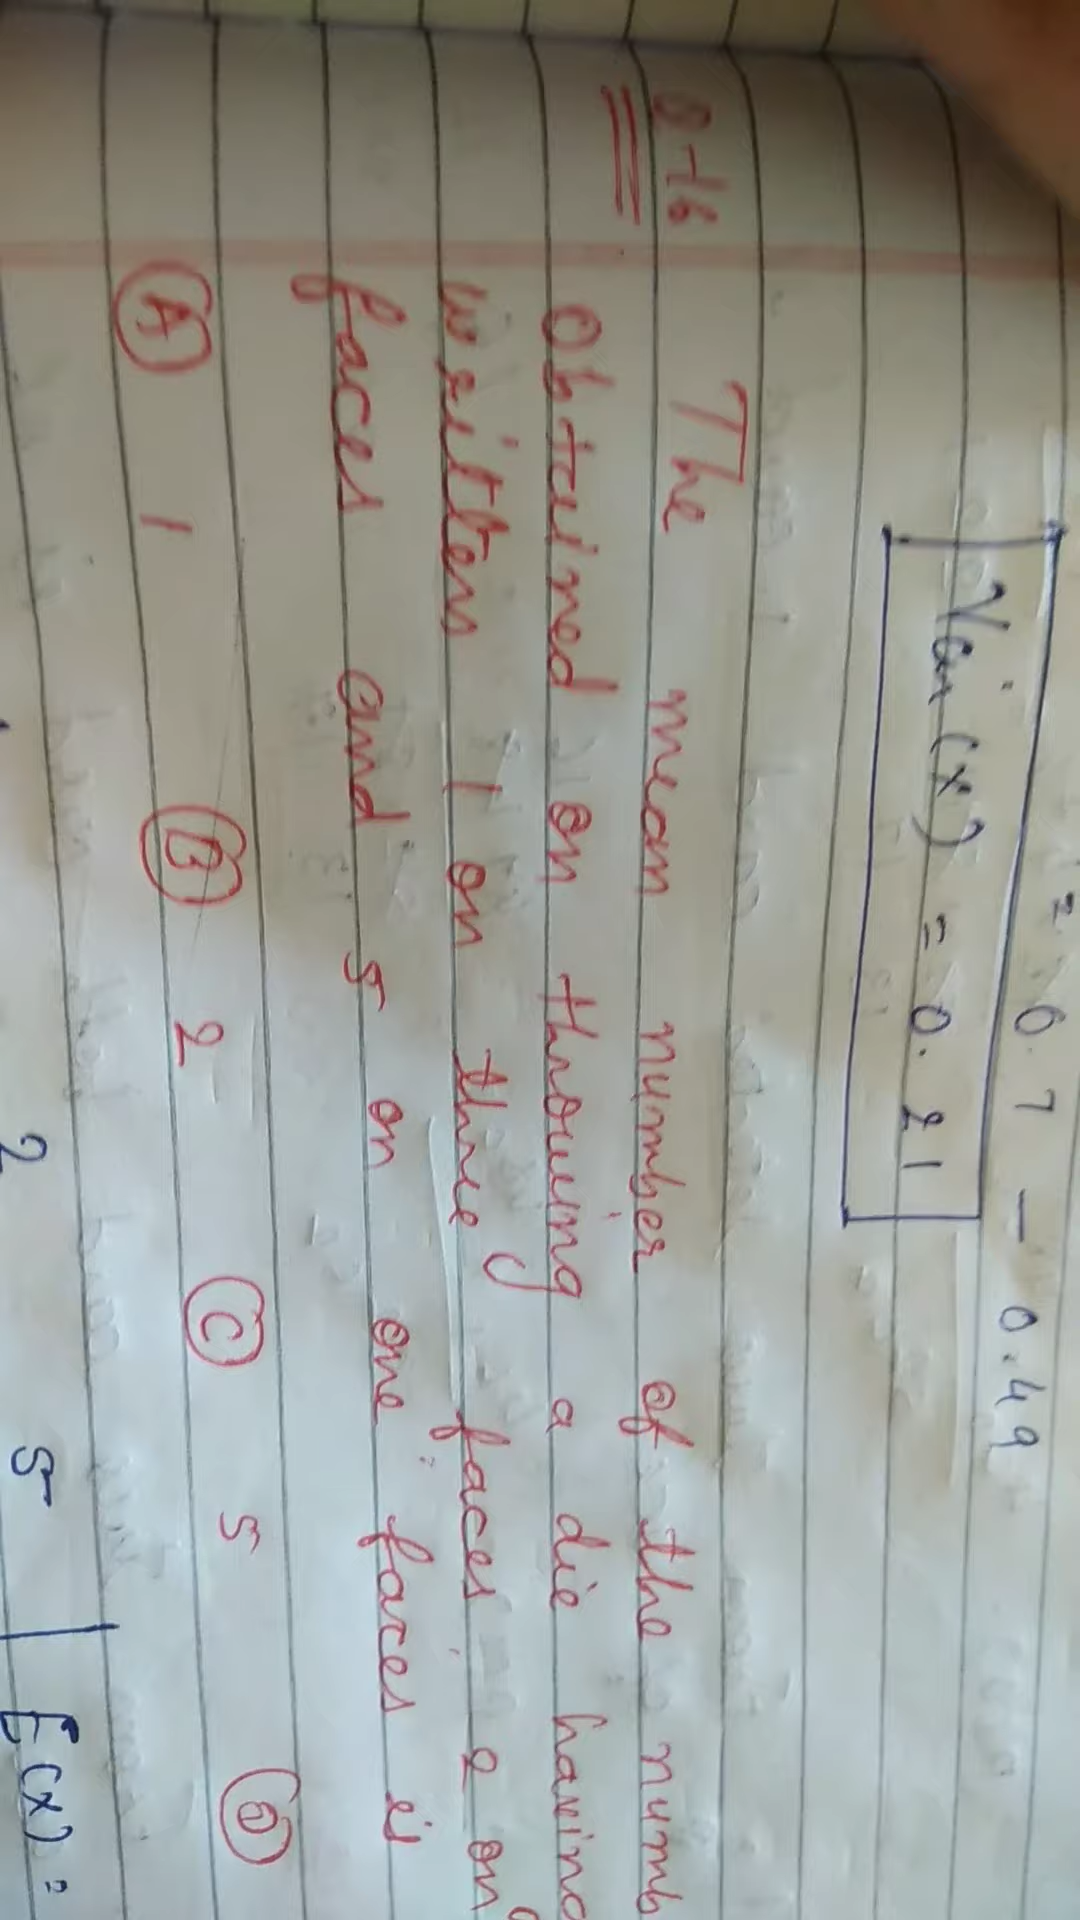 = 0.7 - 0.49
Var(x) = 0.21
Q-16 The mean number of the numb
obtained on throwing a die having
written 1 on three faces 2 on
faces and 5 on one faces is
(A) 1 (B) 2 (C) 5 (D)
2 5 E(x) =